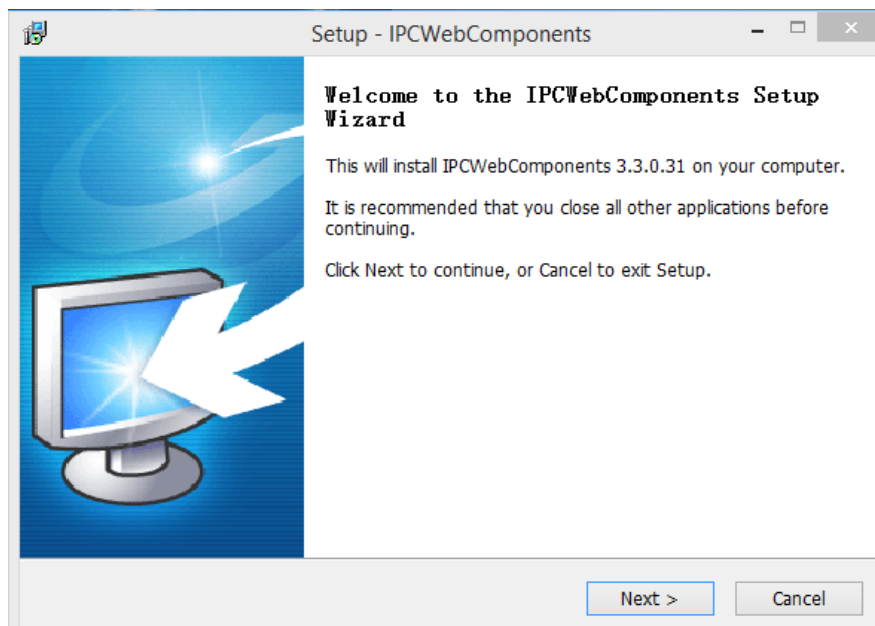 Setup - IPCWebComponents
Welcome to the IPCWebComponents Setup
Wizard
This will install IPCWebComponents 3.3.0.31 on your computer.
It is recommended that you close all other applications before
continuing.
Click Next to continue, or Cancel to exit Setup.
Next >
Cancel